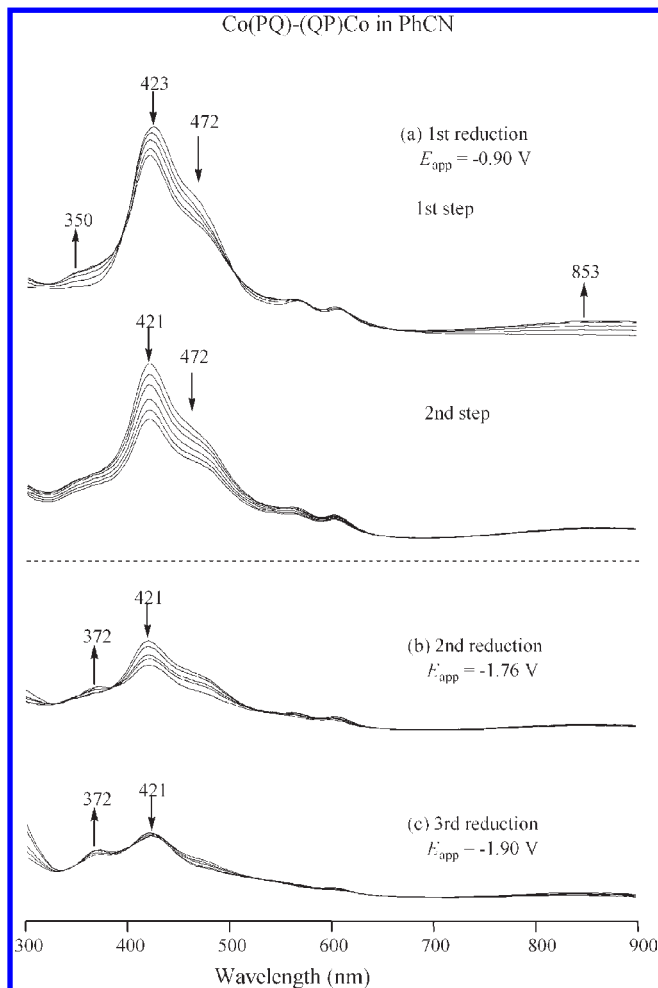 Co(PQ)-(QP)Co in PhCN
423
472
(a) 1st reduction
E_app = -0.90 V
1st step
350
853
421
472
2nd step
421
372
(b) 2nd reduction
E_app = -1.76 V
421
372
(c) 3rd reduction
E_app = -1.90 V
300 400 500 600 700 800 900
Wavelength (nm)